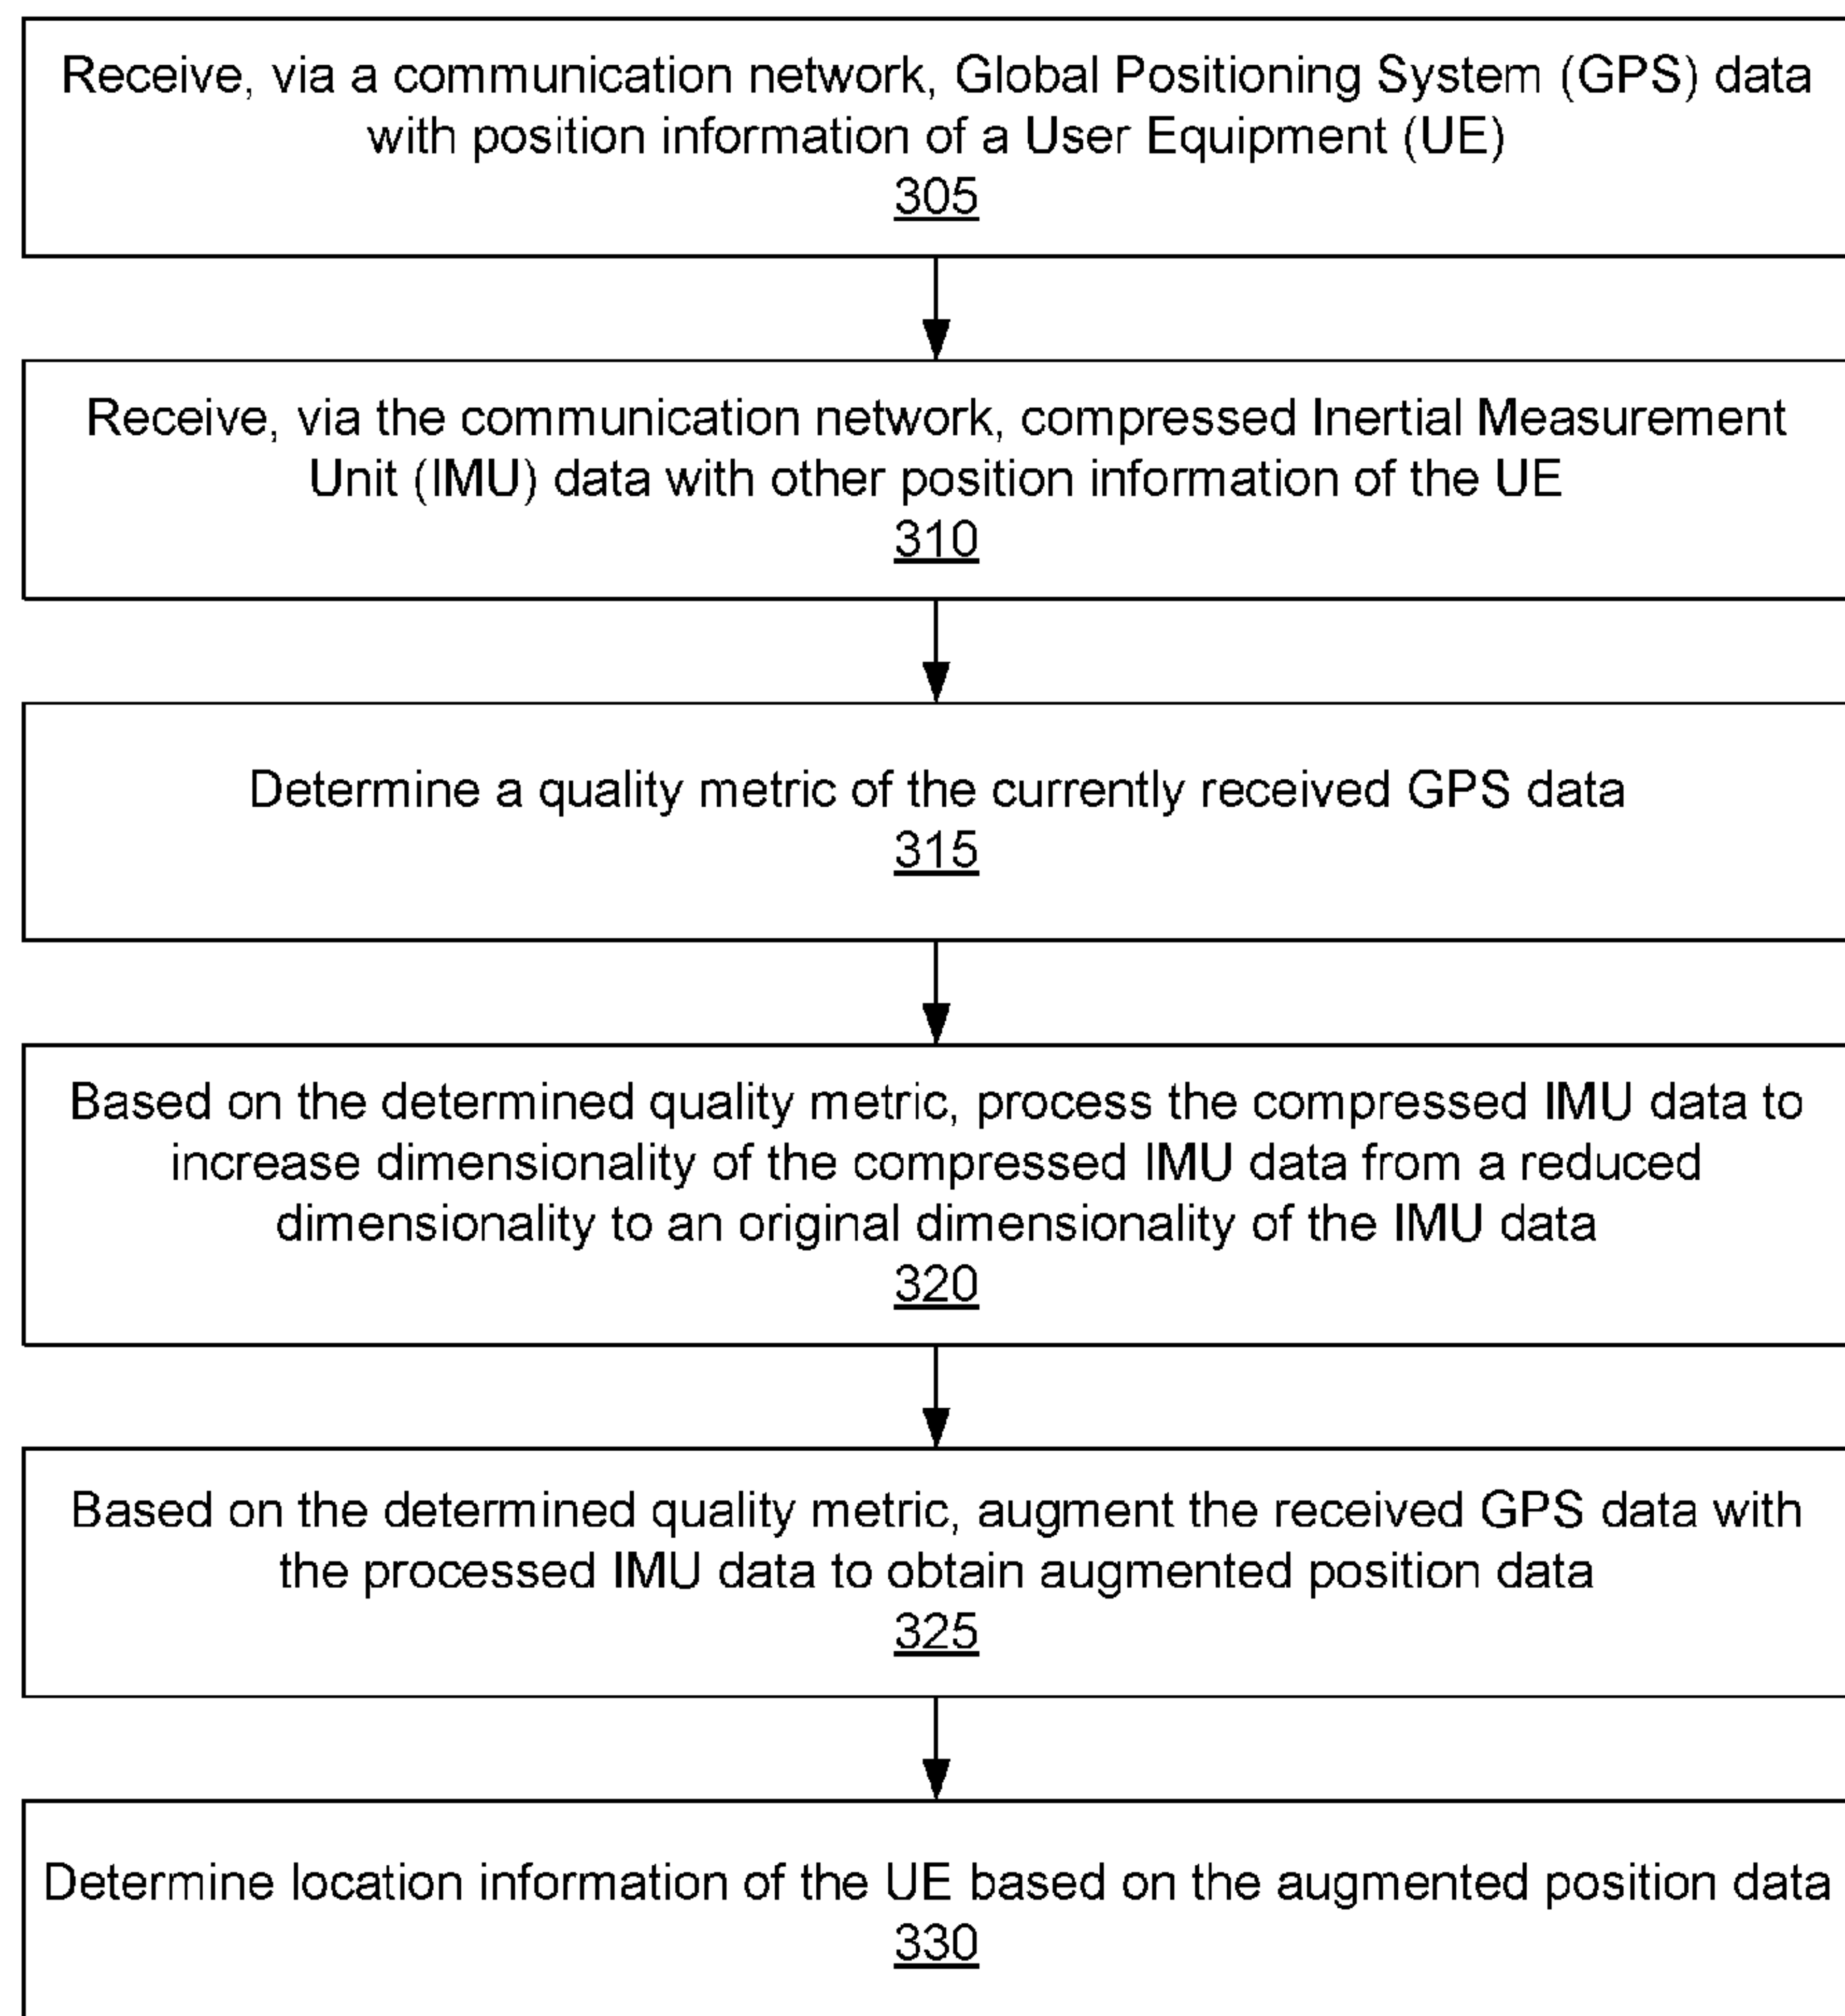 Receive, via a communication network, Global Positioning System (GPS) data
with position information of a User Equipment (UE)
305
Receive, via the communication network, compressed Inertial Measurement
Unit (IMU) data with other position information of the UE
310
Determine a quality metric of the currently received GPS data
315
Based on the determined quality metric, process the compressed IMU data to
increase dimensionality of the compressed IMU data from a reduced
dimensionality to an original dimensionality of the IMU data
320
Based on the determined quality metric, augment the received GPS data with
the processed IMU data to obtain augmented position data
325
Determine location information of the UE based on the augmented position data
330